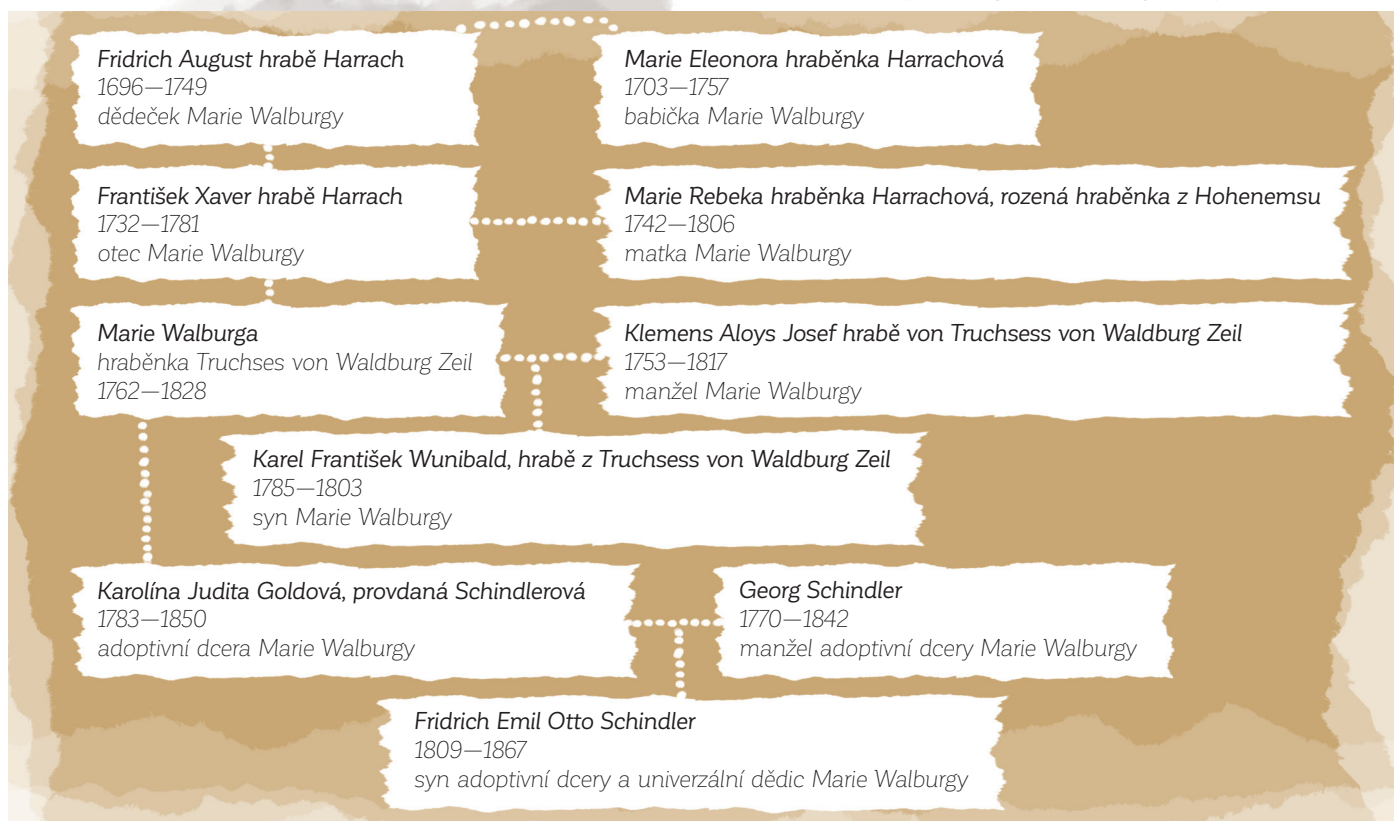 Fridrich August hrabě Harrach
1696—1749
dědeček Marie Walburgy
Marie Eleonora hraběnka Harrachová
1703—1757
babička Marie Walburgy
František Xaver hrabě Harrach
1732—1781
otec Marie Walburgy
Marie Rebeka hraběnka Harrachová, rozená hraběnka z Hohenemsu
1742—1806
matka Marie Walburgy
Marie Walburga
hraběnka Truchses von Waldburg Zeil
1762—1828
Klemens Aloys Josef hrabě von Truchsess von Waldburg Zeil
1753—1817
manžel Marie Walburgy
Karel František Wunibald, hrabě z Truchsess von Waldburg Zeil
1785—1803
syn Marie Walburgy
Karolína Judita Goldová, provdaná Schindlerová
1783—1850
adoptivní dcera Marie Walburgy
Georg Schindler
1770—1842
manžel adoptivní dcery Marie Walburgy
Fridrich Emil Otto Schindler
1809—1867
syn adoptivní dcery a univerzální dědic Marie Walburgy